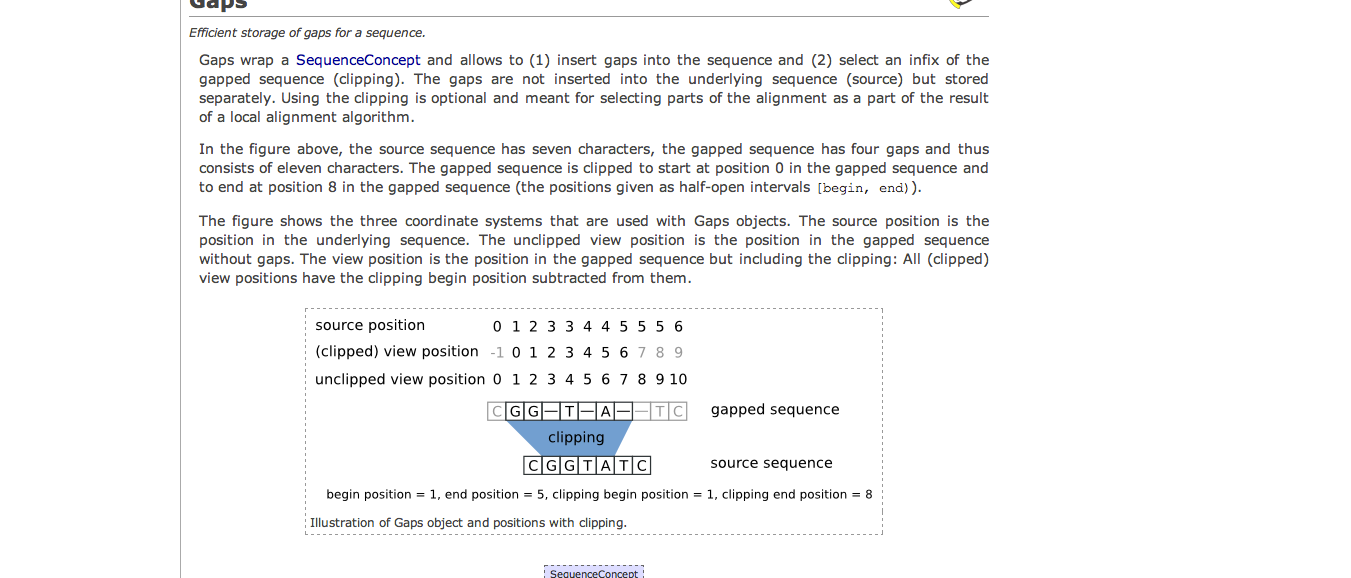 Gaps
Efficient storage of gaps for a sequence.
Gaps wrap a SequenceConcept and allows to (1) insert gaps into the sequence and (2) select an infix of the
gapped sequence (clipping). The gaps are not inserted into the underlying sequence (source) but stored
separately. Using the clipping is optional and meant for selecting parts of the alignment as a part of the result
of a local alignment algorithm.
In the figure above, the source sequence has seven characters, the gapped sequence has four gaps and thus
consists of eleven characters. The gapped sequence is clipped to start at position 0 in the gapped sequence and
to end at position 8 in the gapped sequence (the positions given as half-open intervals [begin, end)).
The figure shows the three coordinate systems that are used with Gaps objects. The source position is the
position in the underlying sequence. The unclipped view position is the position in the gapped sequence
without gaps. The view position is the position in the gapped sequence but including the clipping: All (clipped)
view positions have the clipping begin position subtracted from them.
source position 0 1 2 3 3 4 4 5 5 5 6
(clipped) view position -1 0 1 2 3 4 5 6 7 8 9
unclipped view position 0 1 2 3 4 5 6 7 8 9 10
C G G – T – A – – T C gapped sequence
clipping
C G G T A T C source sequence
begin position = 1, end position = 5, clipping begin position = 1, clipping end position = 8
Illustration of Gaps object and positions with clipping.
SequenceConcept